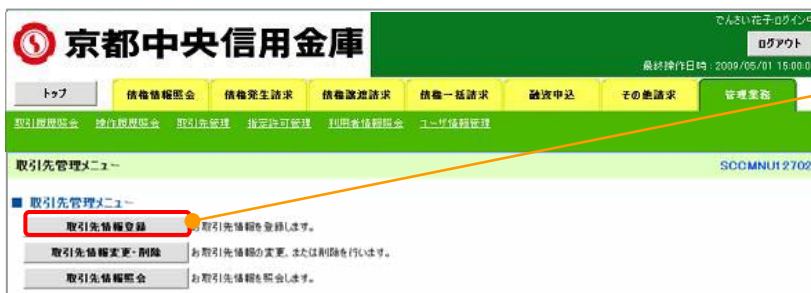 でんさい花子ログイン中
京都中央信用金庫
ログアウト
最終操作日時：2009/05/01 15:00:0
トップ 債権情報照会 債権発生請求 債権譲渡請求 債権一括請求 融資申込 その他請求 管理業務
取引履歴照会 操作履歴照会 取引先管理 指定許可管理 利用者情報照会 ユーザ情報管理
取引先管理メニュー SCCMNU12702
■ 取引先管理メニュー
取引先情報登録 お取引先情報を登録します。
取引先情報変更・削除 お取引先情報の変更、または削除を行います。
取引先情報照会 お取引先情報を照会します。